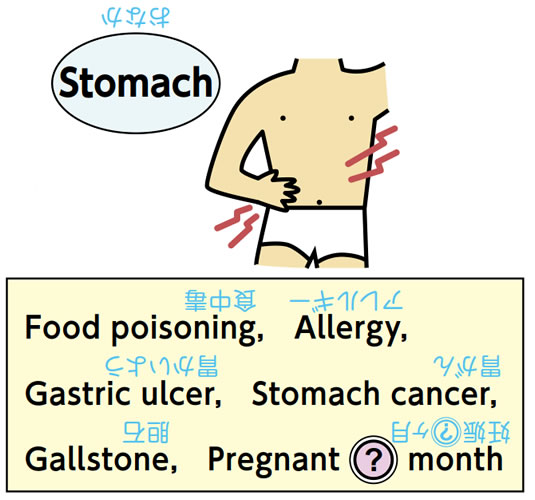 おなか
Stomach
食中毒 アレルギー
Food poisoning, Allergy,
胃かいよう 胃がん
Gastric ulcer, Stomach cancer,
胆石 妊娠?ヶ月
Gallstone, Pregnant ? month